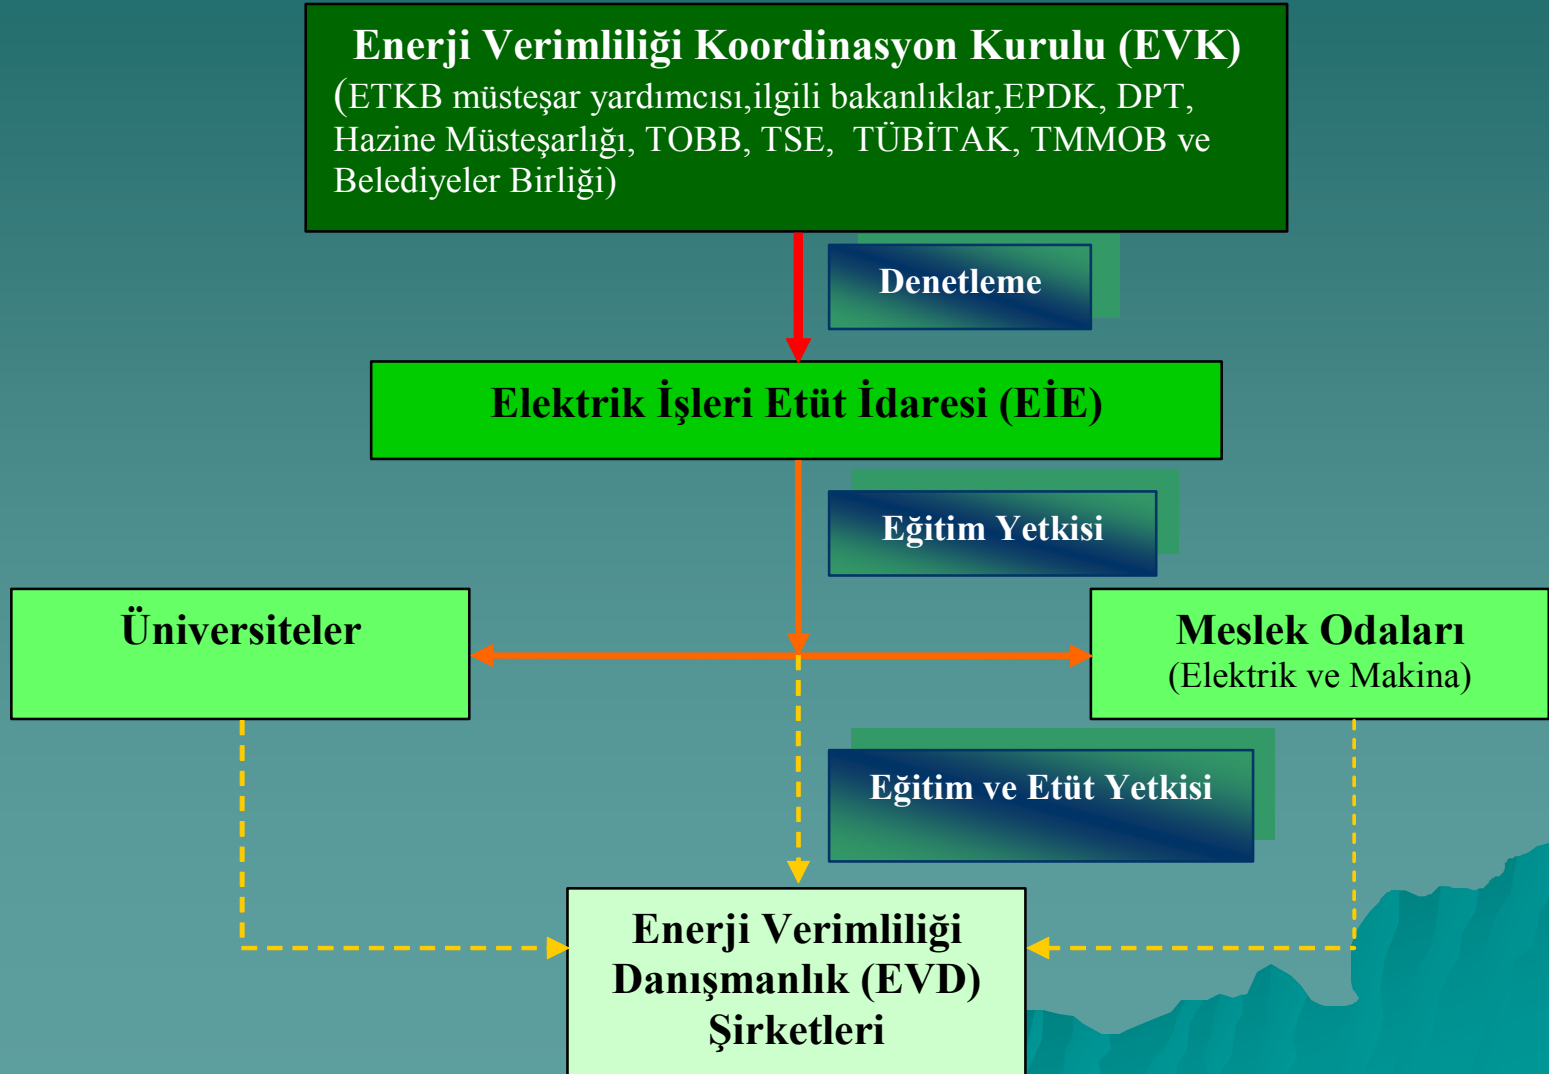 Enerji Verimliliği Koordinasyon Kurulu (EVK)
(ETKB müsteşar yardımcısı,ilgili bakanlıklar,EPDK, DPT,
Hazine Müsteşarlığı, TOBB, TSE, TÜBİTAK, TMMOB ve
Belediyeler Birliği)
Denetleme
Elektrik İşleri Etüt İdaresi (EİE)
Eğitim Yetkisi
Üniversiteler
Meslek Odaları
(Elektrik ve Makina)
Eğitim ve Etüt Yetkisi
Enerji Verimliliği
Danışmanlık (EVD)
Şirketleri